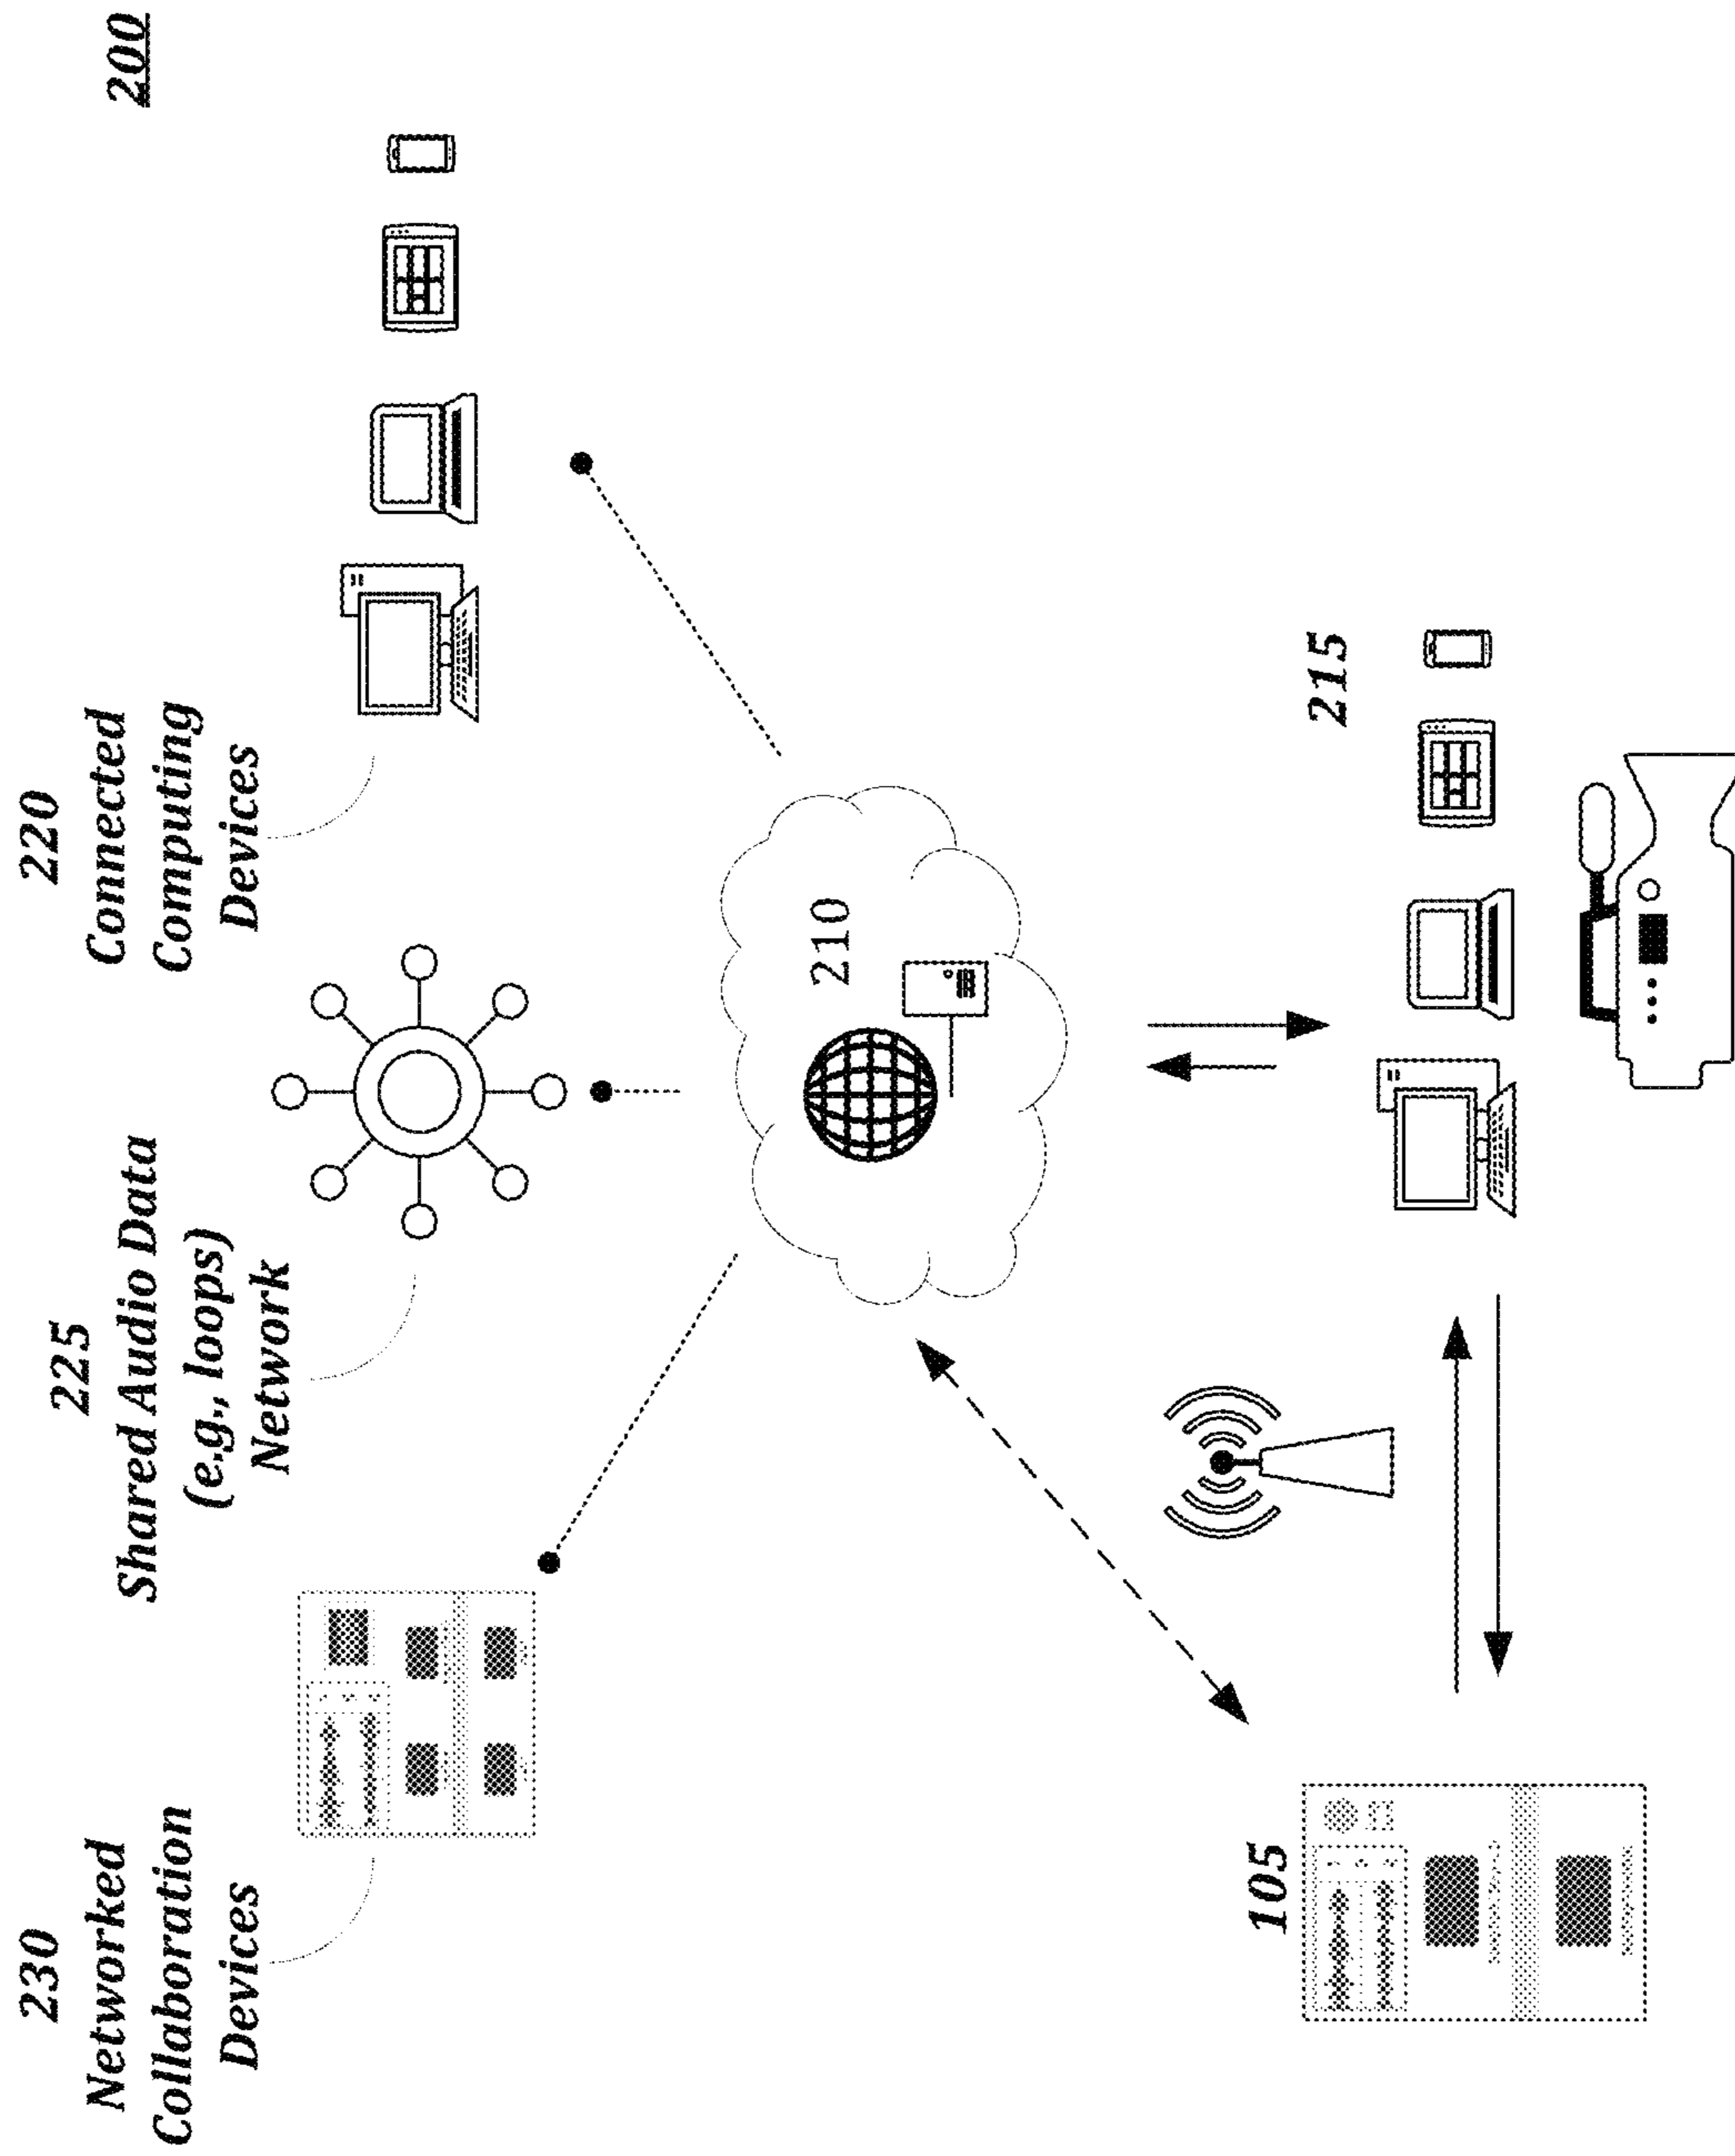 200
230
Networked
Collaboration
Devices
225
Shared Audio Data
(e.g., loops)
Network
220
Connected
Computing
Devices
210
105
215